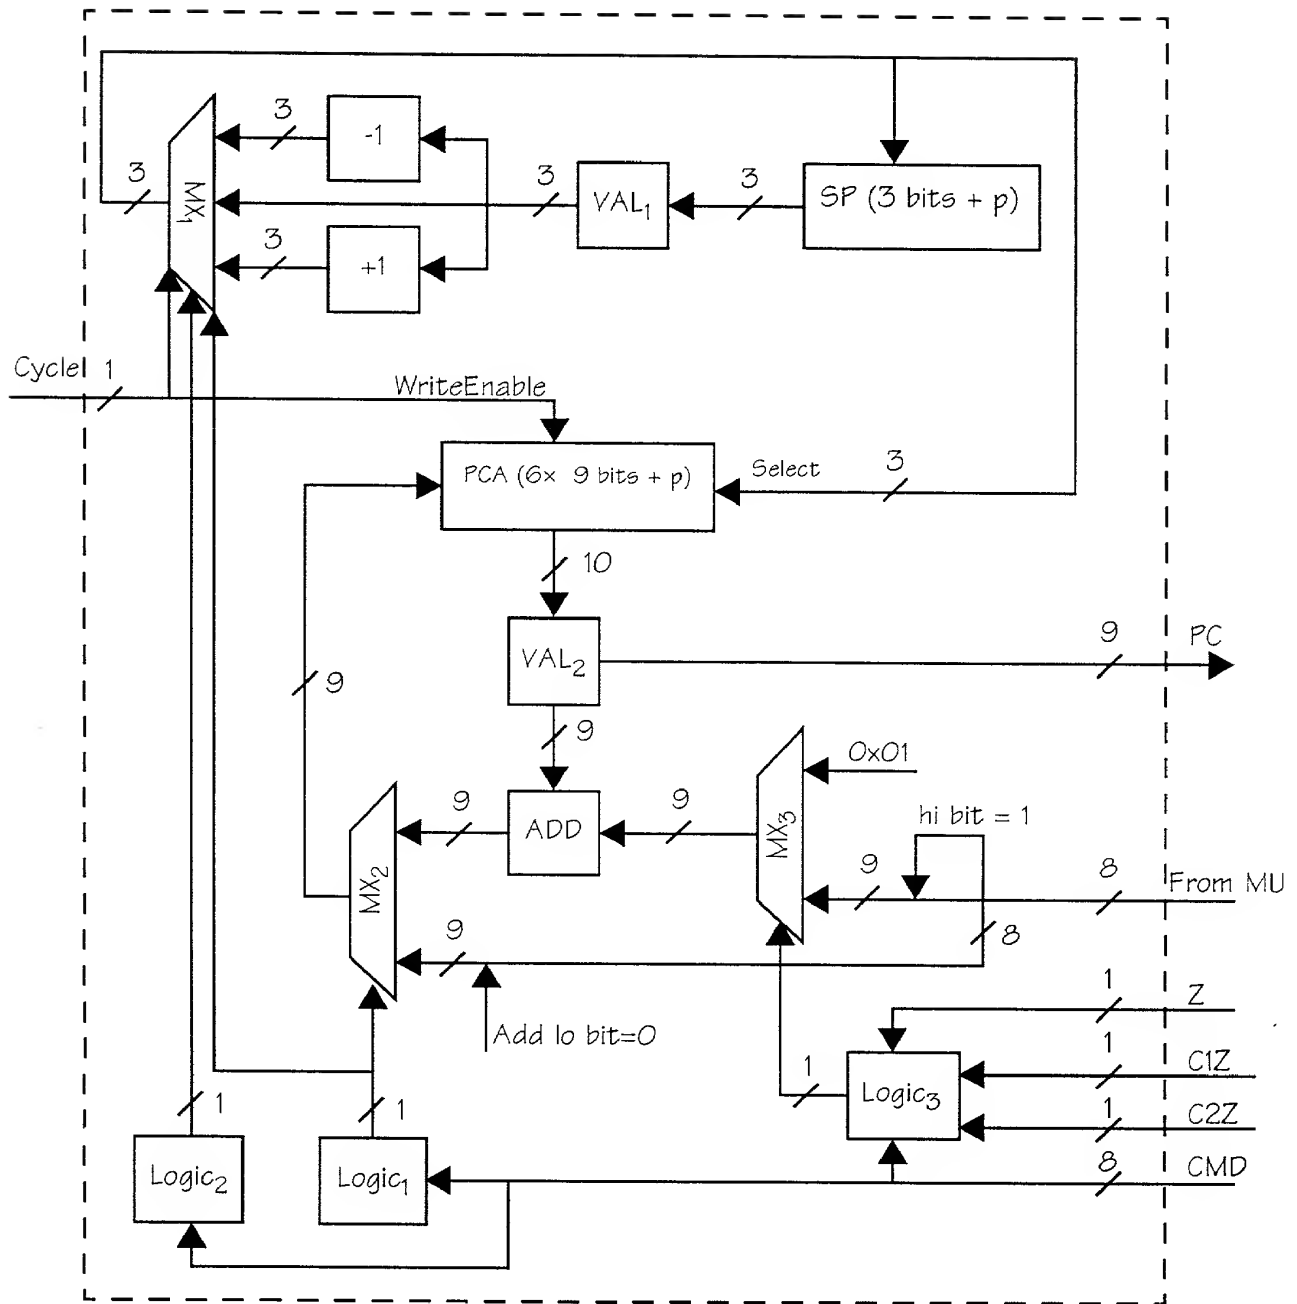 3
-1
3
MX1
3
VAL1
3
SP (3 bits + p)
3
+1
Cycle
1
WriteEnable
PCA (6x 9 bits + p)
Select
3
10
9
VAL2
9
PC
9
9
0x01
hi bit = 1
9
ADD
9
MX3
9
8
From MU
MX2
9
8
Add lo bit=0
1
Z
1
C1Z
1
Logic3
1
C2Z
1
1
8
CMD
Logic2
Logic1